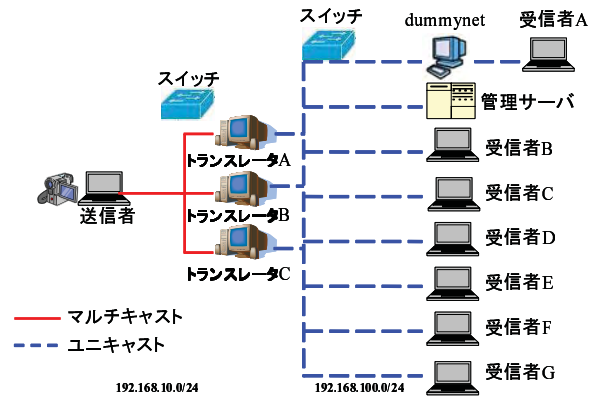 スイッチ
dummynet
受信者A
スイッチ
管理サーバ
トランスレータA
受信者B
送信者
トランスレータB
受信者C
トランスレータC
受信者D
受信者E
マルチキャスト
受信者F
ユニキャスト
受信者G
192.168.10.0/24
192.168.100.0/24